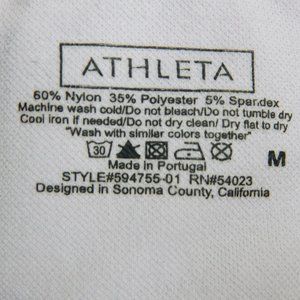 ATHLETA
60% Nylon 35% Polyester 5% Spandex
Machine wash cold/Do not bleach/Do not tumble dry
Cool iron if needed/Do not dry clean/ Dry flat to dry
"Wash with similar colors together"
30
M
Made in Portugal
STYLE#594755-01 RN#54023
Designed in Sonoma County, California